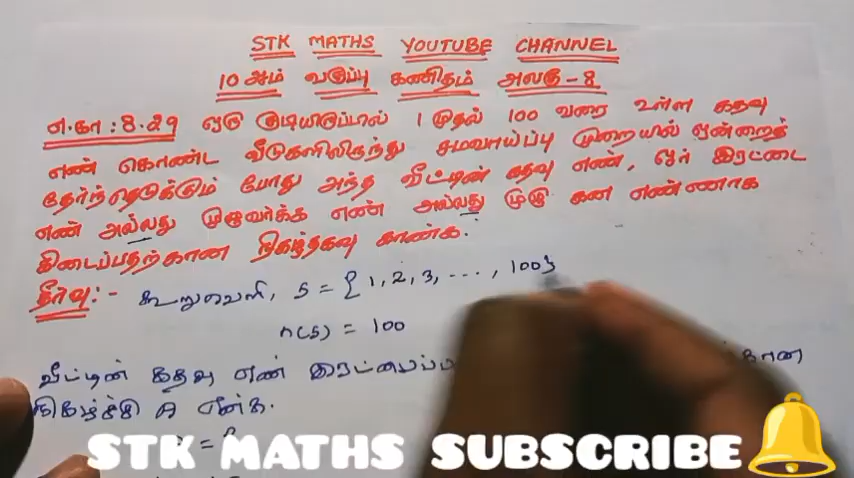 STK MATHS YOUTUBE CHANNEL
10 ஆம் வகுப்பு கணிதம் அலகு - 8
எ.கா : 8.29 ஒரு குடியிருப்பில் 1 முதல் 100 வரை உள்ள கதவு
எண் கொண்ட வீடுகளிலிருந்து சமவாய்ப்பு முறையில் ஒன்றைத்
தேர்ந்தெடுக்கும் போது அந்த வீட்டின் கதவு எண், ஓர் இரட்டை
எண் அல்லது முழுவர்க்க எண் அல்லது முழு கன எண்ணாக
கிடைப்பதற்கான நிகழ்தகவு காண்க.
தீர்வு :- கூறுவெளி, S = { 1, 2, 3, ..., 100}
n(S) = 100
வீட்டின் கதவு எண்
நிகழ்ச்சி A என்க.
STK MATHS SUBSCRIBE